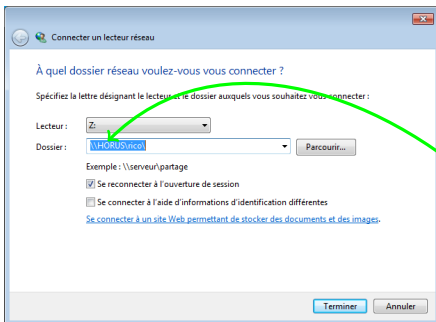 Connecter un lecteur réseau
À quel dossier réseau voulez-vous vous connecter ?
Spécifiez la lettre désignant le lecteur et le dossier auxquels vous souhaitez vous connecter :
Lecteur : Z:
Dossier : \\HORUS\rico\ Parcourir...
Exemple : \\serveur\partage
Se reconnecter à l'ouverture de session
Se connecter à l'aide d'informations d'identification différentes
Se connecter à un site Web permettant de stocker des documents et des images.
Terminer Annuler